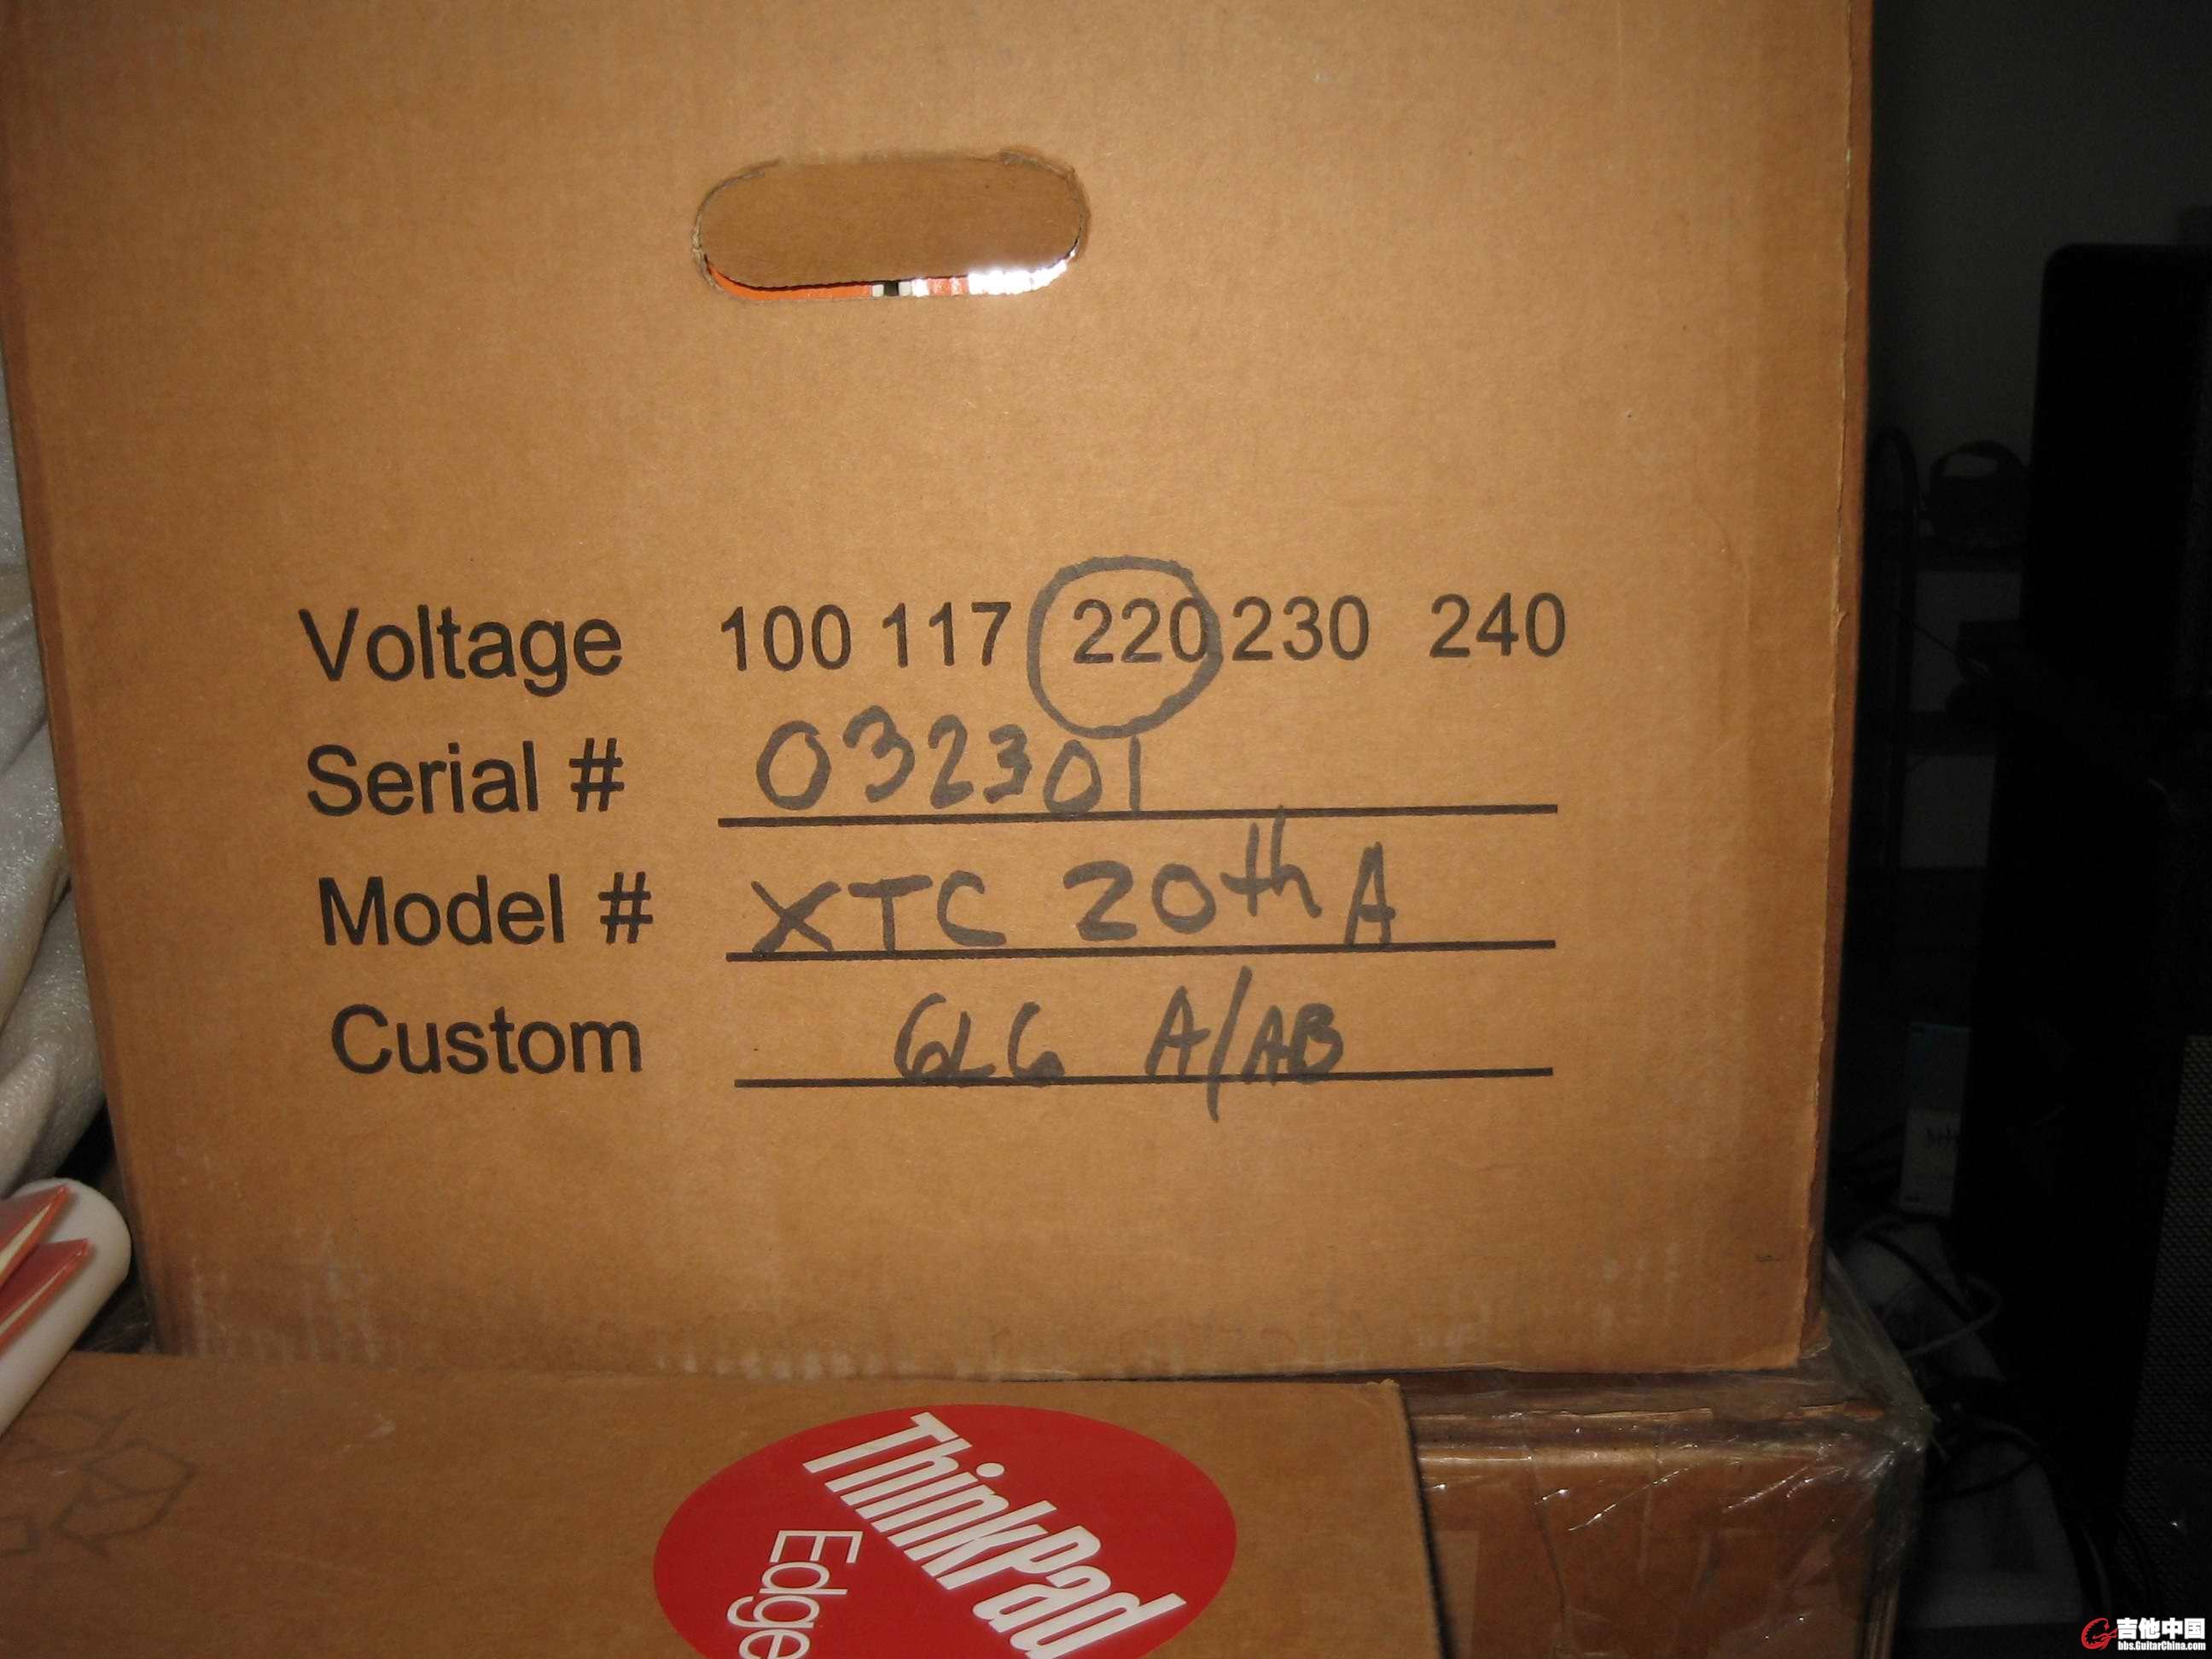 Voltage 100 117 220 230 240
Serial # 032301
Model # XTC 20th A
Custom 6L6 A/AB
ThinkPad
Edge
吉他中国
bbs.GuitarChina.com